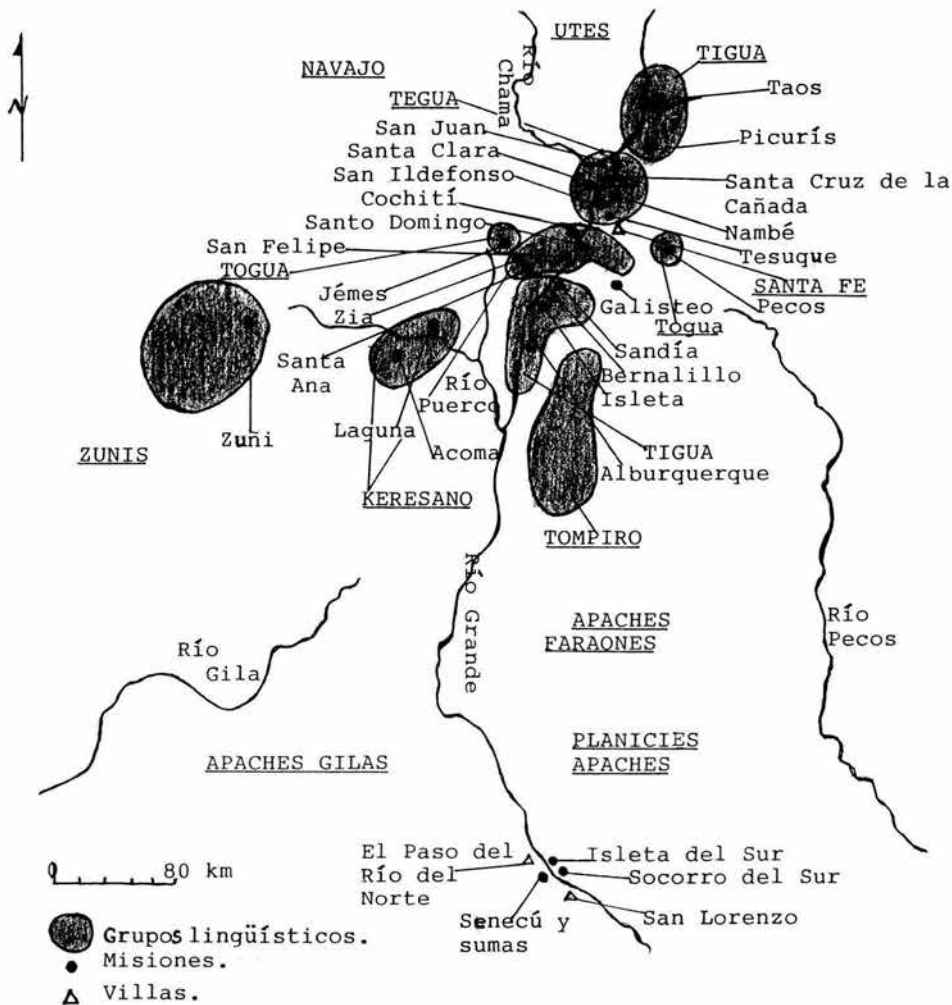 UTES
NAVAJO
TIGUA
Río
Chama
TEGUA
Taos
San Juan
Picurís
Santa Clara
San Ildefonso
Santa Cruz de la
Cañada
Cochití
Nambé
Santo Domingo
Tesuque
San Felipe
TOGUA
SANTA FE
Jémes
Galisteo
Pecos
Zia
Togua
Santa
Ana
Sandía
Río
Puerco
Bernalillo
Isleta
Zuñi
Laguna
Acoma
TIGUA
Alburquerque
ZUNIS
KERESANO
TOMPIRO
Río Grande
APACHES
FARAONES
Río
Pecos
Río
Gila
PLANICIES
APACHES
APACHES GILAS
El Paso del
Río del
Norte
Isleta del Sur
Socorro del Sur
Senecú y
sumas
San Lorenzo
0 80 km
Grupos lingüísticos.
Misiones.
Villas.
N